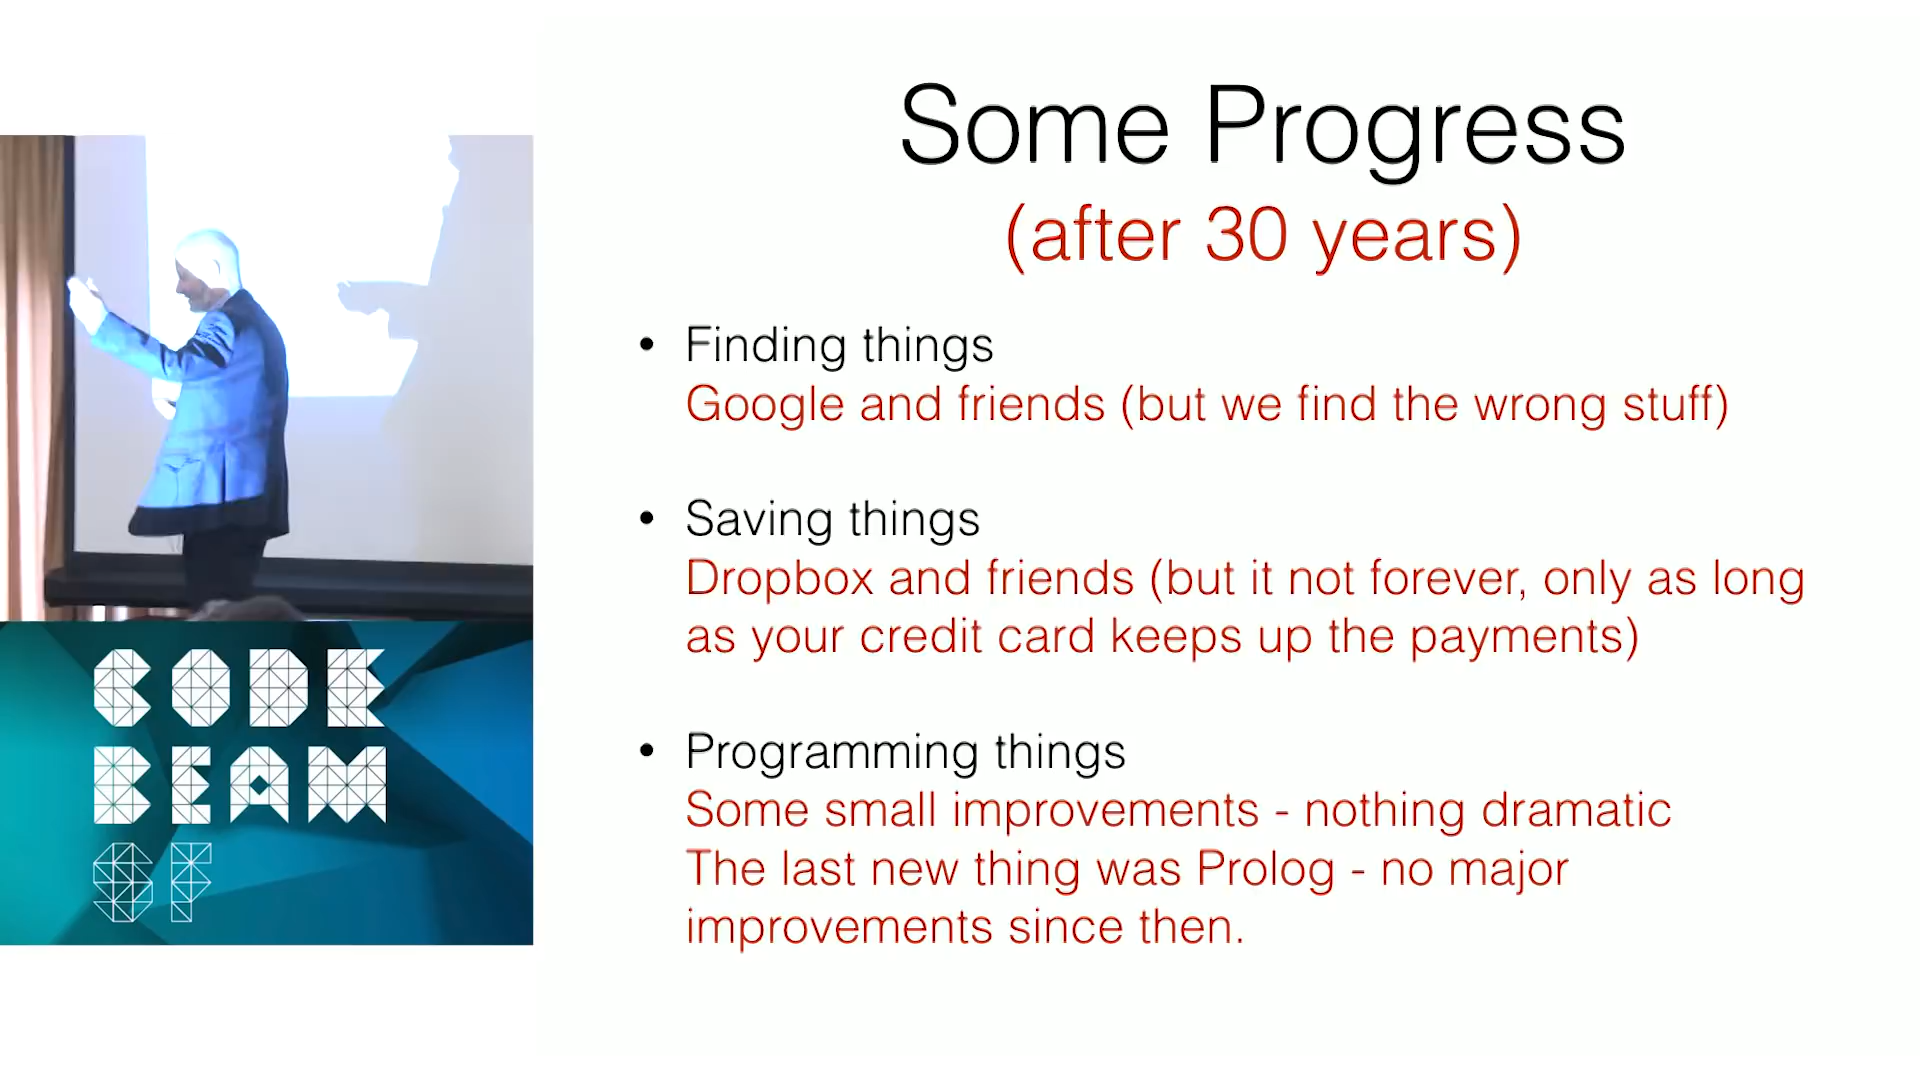 Some Progress
(after 30 years)
• Finding things
Google and friends (but we find the wrong stuff)
• Saving things
Dropbox and friends (but it not forever, only as long
as your credit card keeps up the payments)
• Programming things
Some small improvements - nothing dramatic
The last new thing was Prolog - no major
improvements since then.
CODE
BEAM
SF